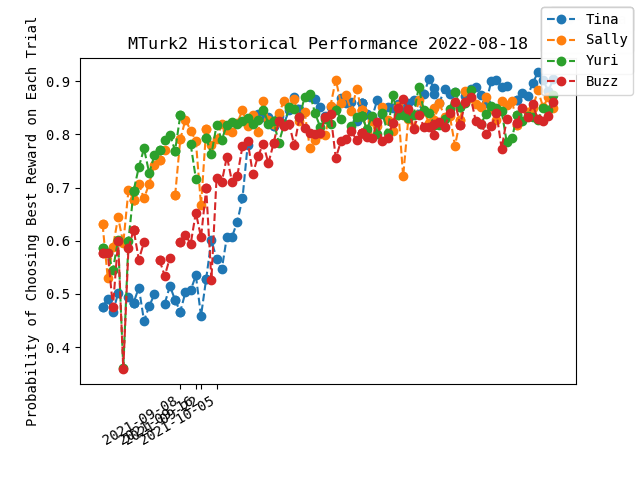 MTurk2 Historical Performance 2022-08-18
Tina
Sally
Yuri
Buzz
Probability of Choosing Best Reward on Each Trial
0.9
0.8
0.7
0.6
0.5
0.4
2021-09-08
2021-10-05